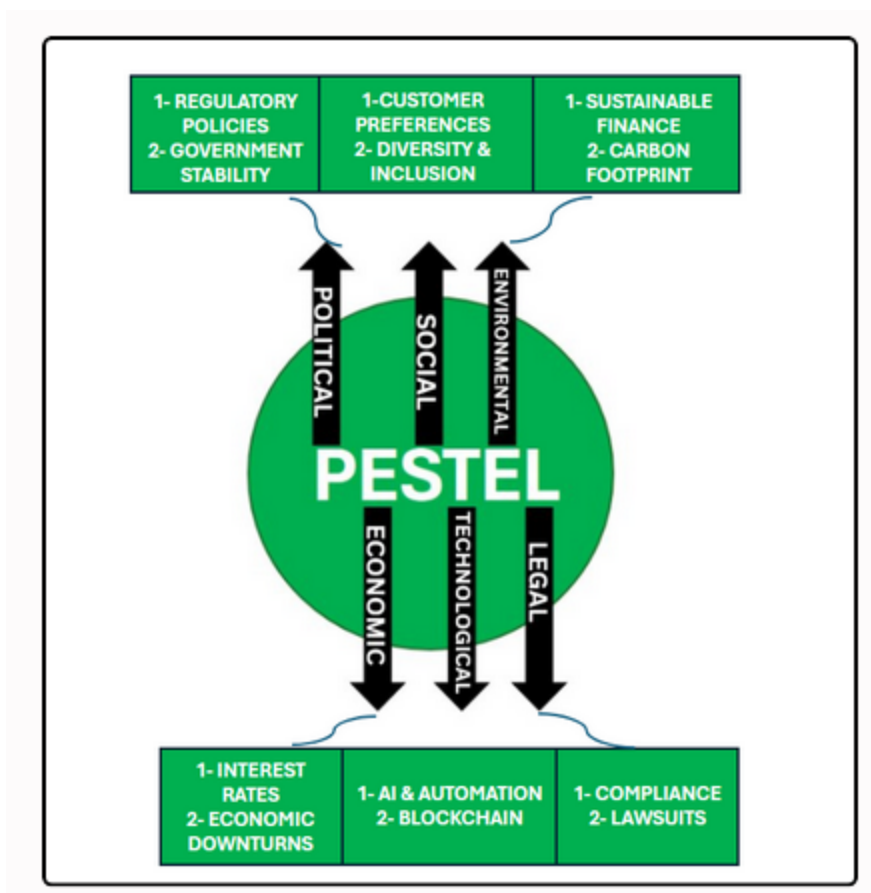 1- REGULATORY
POLICIES
2- GOVERNMENT
STABILITY
1-CUSTOMER
PREFERENCES
2- DIVERSITY &
INCLUSION
1- SUSTAINABLE
FINANCE
2- CARBON
FOOTPRINT
POLITICAL
SOCIAL
ENVIRONMENTAL
PESTEL
ECONOMIC
TECHNOLOGICAL
LEGAL
1- INTEREST
RATES
2- ECONOMIC
DOWNTURNS
1- AI & AUTOMATION
2- BLOCKCHAIN
1- COMPLIANCE
2- LAWSUITS